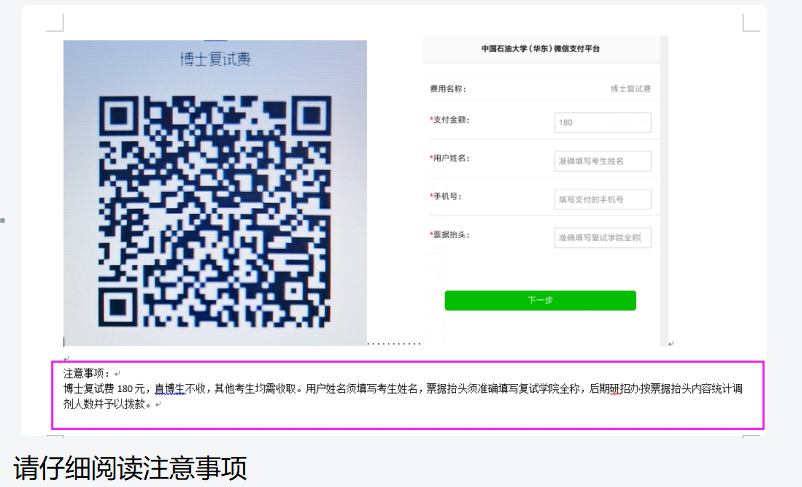 博士复试费
中国石油大学（华东）微信支付平台
费用名称： 博士复试费
*支付金额： 180
*用户姓名： 准确填写考生姓名
*手机号： 填写支付的手机号
*票据抬头： 准确填写复试学院全称
下一步
注意事项：
博士复试费 180 元，直博生不收，其他考生均需收取。用户姓名须填写考生姓名，票据抬头须准确填写复试学院全称，后期研招办按票据抬头内容统计调
剂人数并予以拨款。
请仔细阅读注意事项